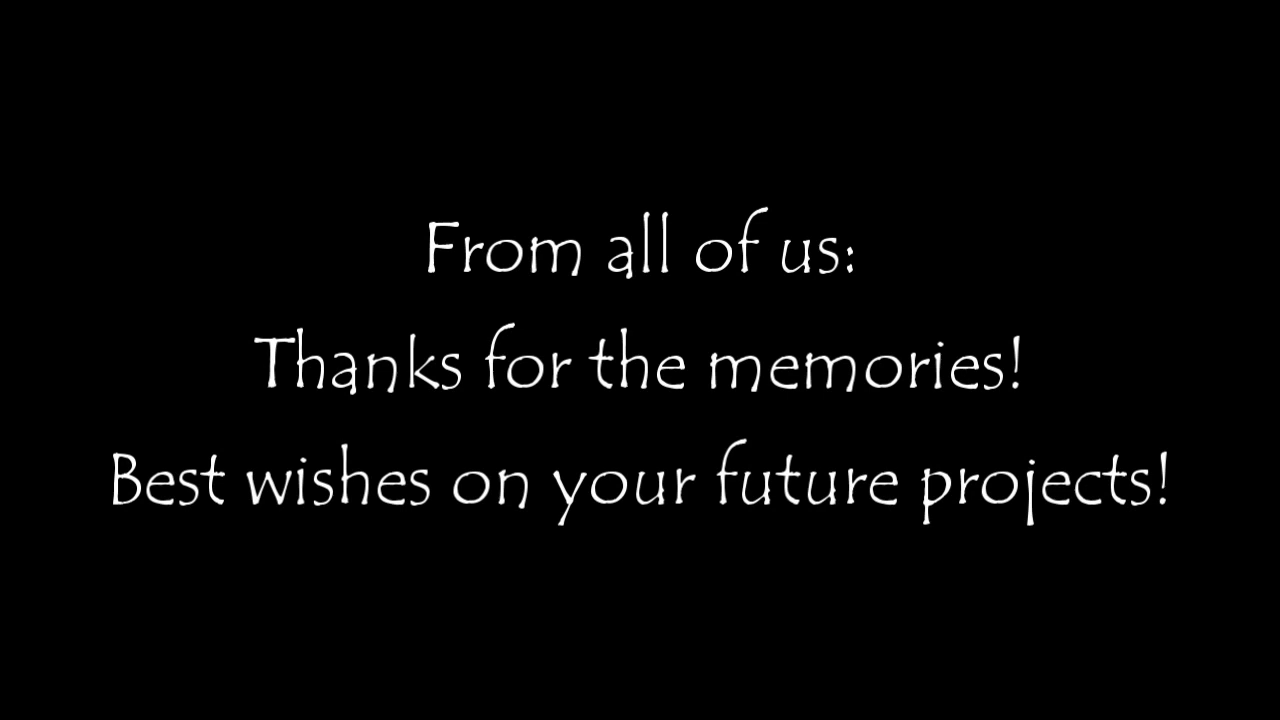 From all of us:
Thanks for the memories!
Best wishes on your future projects!